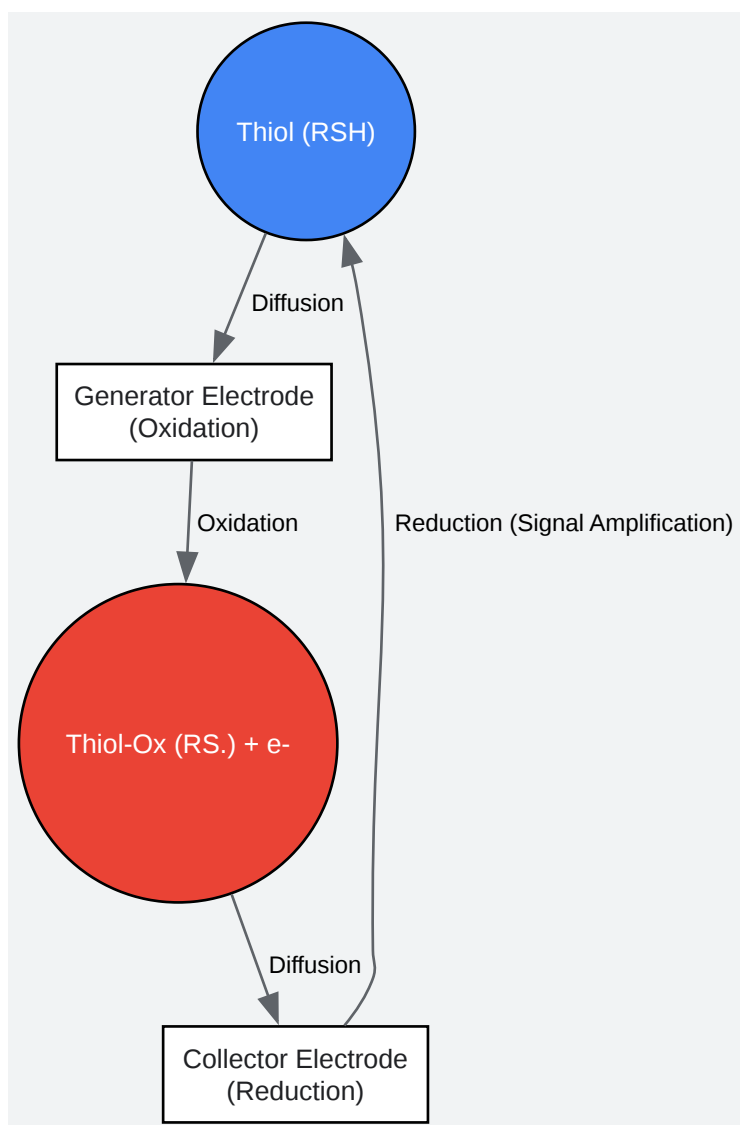 Thiol (RSH)
Diffusion
Generator Electrode
(Oxidation)
Oxidation
Reduction (Signal Amplification)
Thiol-Ox (RS.) + e-
Diffusion
Collector Electrode
(Reduction)